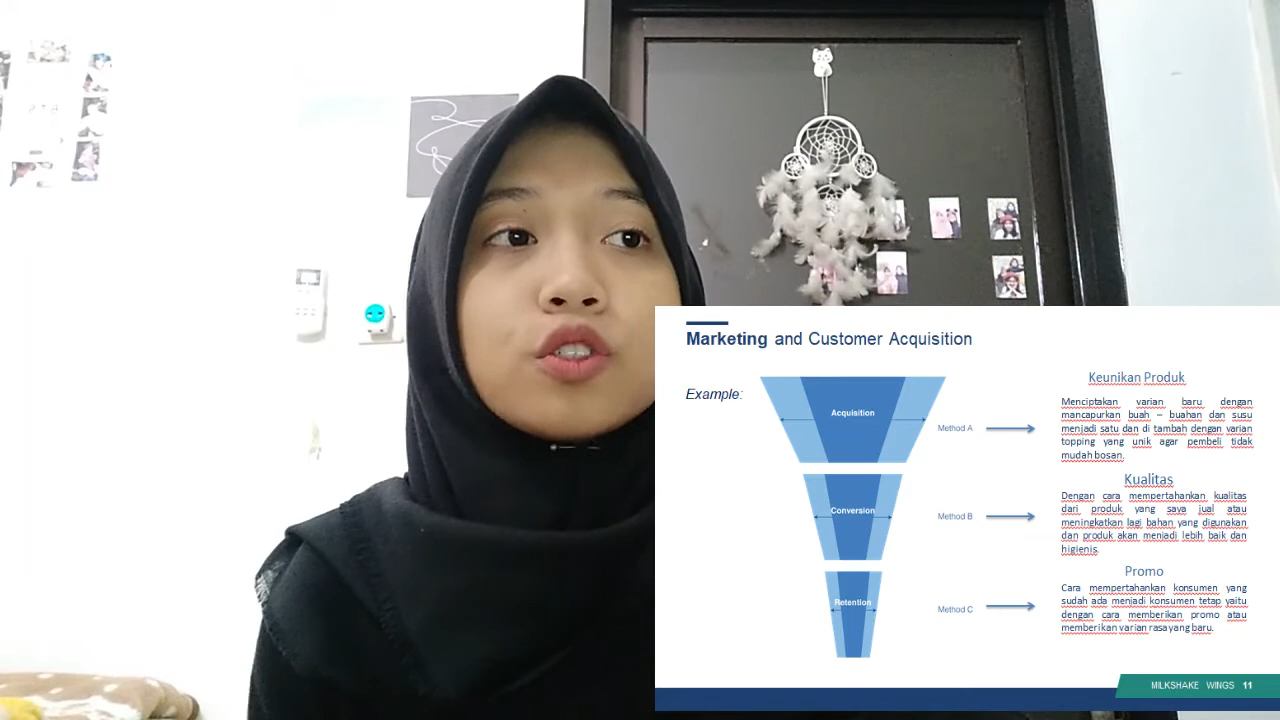 Marketing and Customer Acquisition
Example:
Acquisition
Method A
Keunikan Produk
Menciptakan varian baru dengan
mancapurkan buah – buahan dan susu
menjadi satu dan di tambah dengan varian
topping yang unik agar pembeli tidak
mudah bosan.
Conversion
Method B
Kualitas
Dengan cara mempertahankan kualitas
dari produk yang saya jual atau
meningkatkan lagi bahan yang digunakan
dan produk akan menjadi lebih baik dan
higienis.
Retention
Method C
Promo
Cara mempertahankan konsumen yang
sudah ada menjadi konsumen tetap yaitu
dengan cara memberikan promo atau
memberikan varian rasa yang baru.
MILKSHAKE WINGS 11